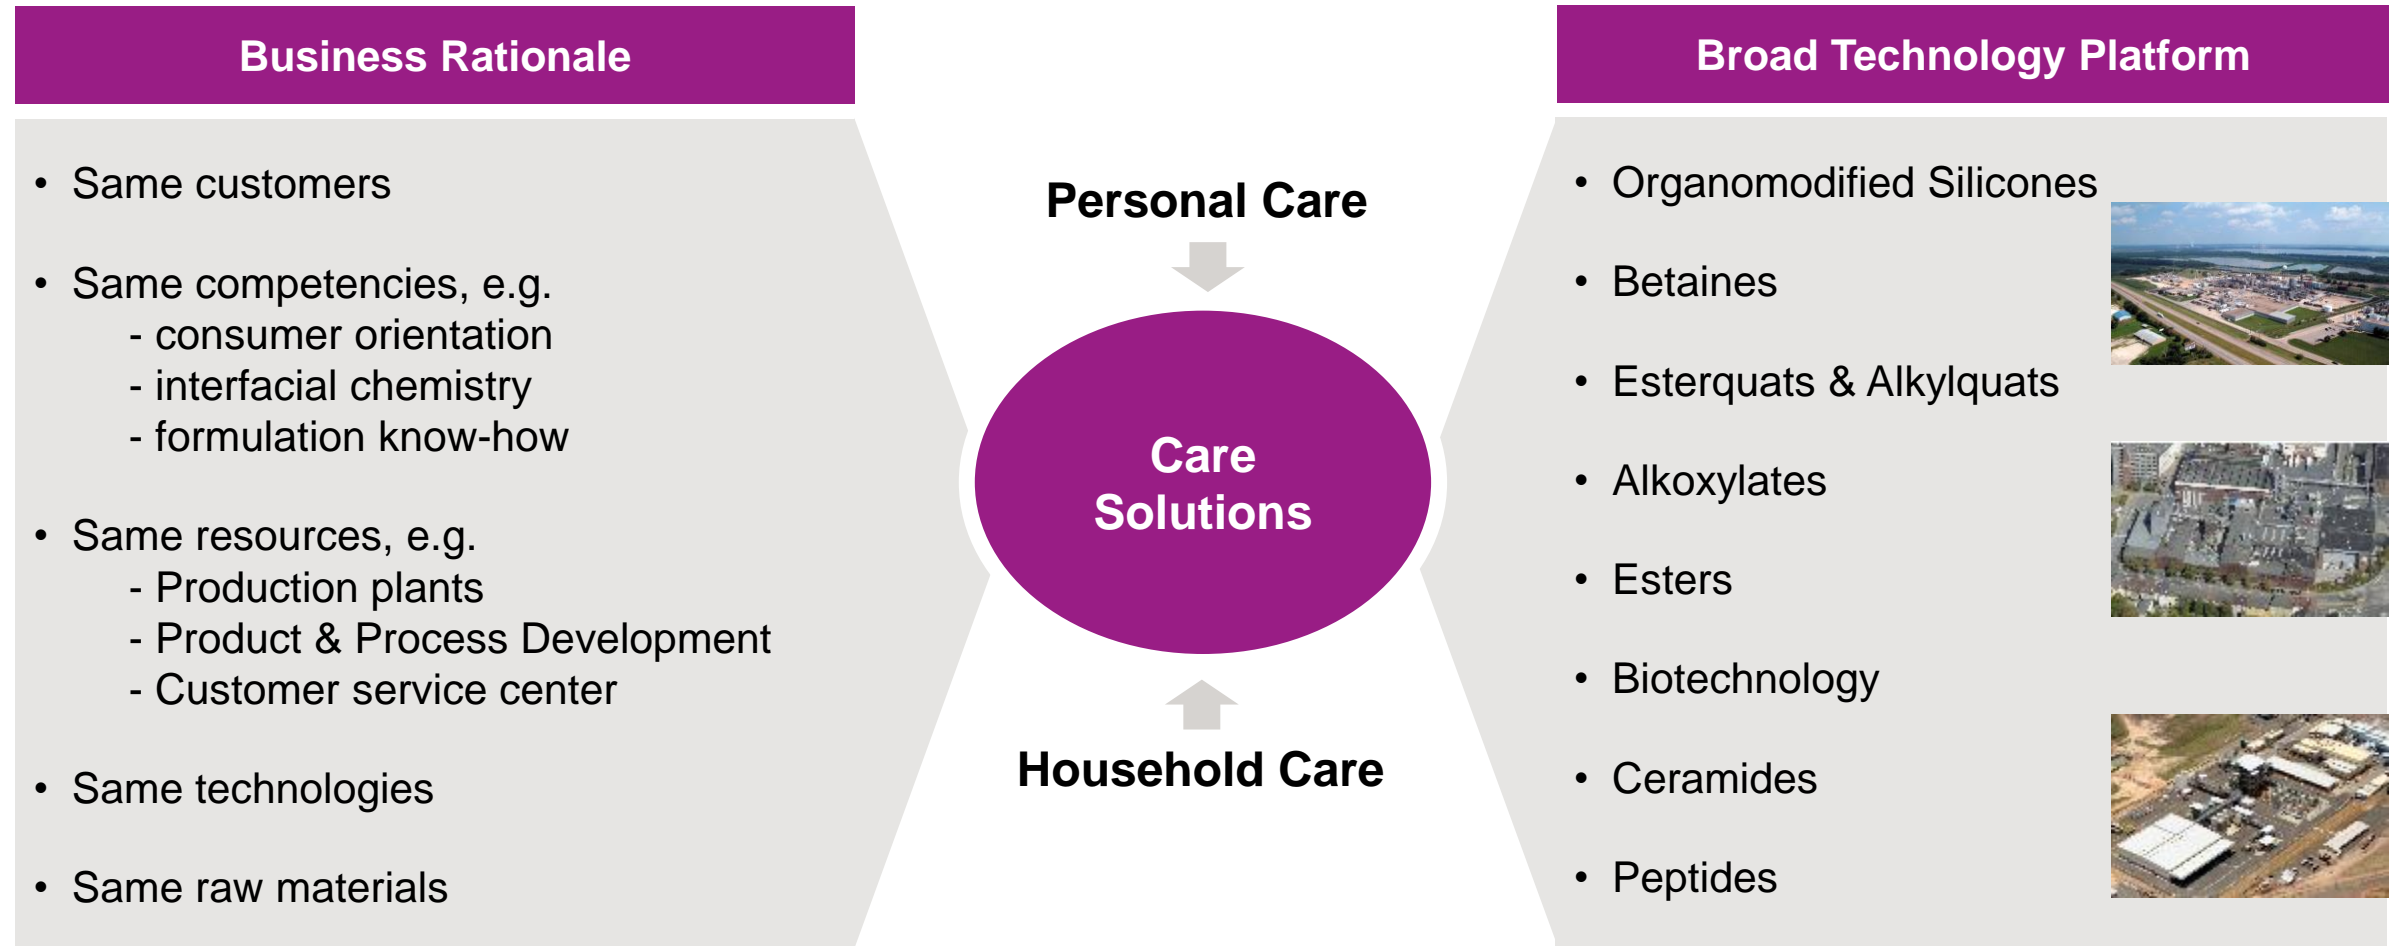 Business Rationale
• Same customers
• Same competencies, e.g.
- consumer orientation
- interfacial chemistry
- formulation know-how
• Same resources, e.g.
- Production plants
- Product & Process Development
- Customer service center
• Same technologies
• Same raw materials
Personal Care
Care
Solutions
Household Care
Broad Technology Platform
• Organomodified Silicones
• Betaines
• Esterquats & Alkylquats
• Alkoxylates
• Esters
• Biotechnology
• Ceramides
• Peptides